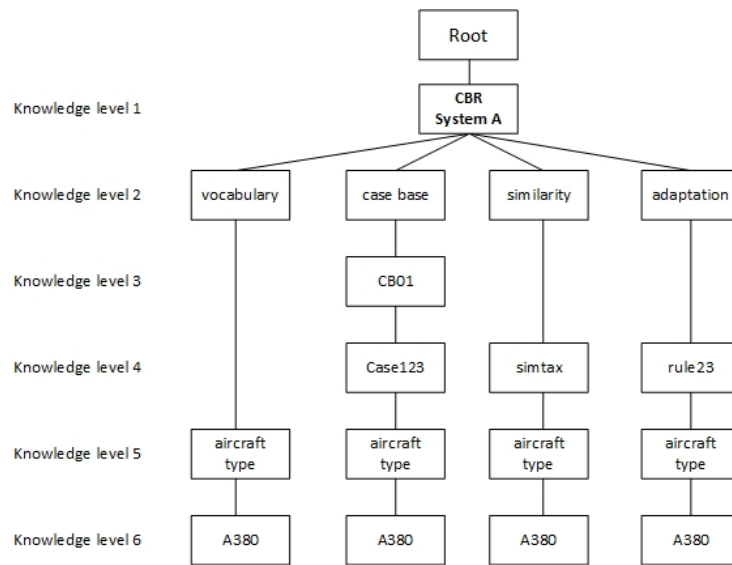 Root
Knowledge level 1
CBR
System A
Knowledge level 2
vocabulary
case base
similarity
adaptation
Knowledge level 3
CB01
Knowledge level 4
Case123
simtax
rule23
Knowledge level 5
aircraft
type
aircraft
type
aircraft
type
aircraft
type
Knowledge level 6
A380
A380
A380
A380